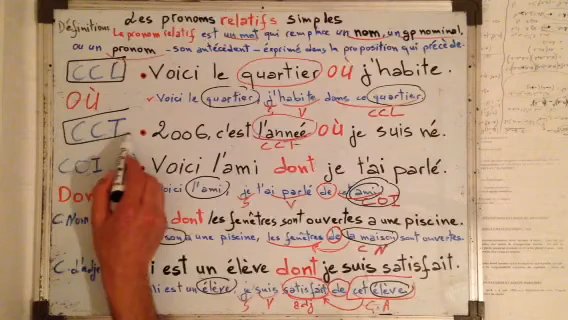 Les pronoms relatifs simples
Définition: Le pronom relatif est un mot qui remplace un nom, un gp nominal,
ou un pronom - son antécédent - exprimé dans la proposition qui précède.
CCL • Voici le quartier où j'habite.
OÙ ✓ Voici le quartier, j'habite dans ce quartier.
S V CCL
CCT • 2006, c'est l'année où je suis né.
CCT
COI Voici l'ami dont je t'ai parlé.
Voici l'ami, je t'ai parlé de cet ami
S V COI
C. Nom dont les fenêtres sont ouvertes a une piscine.
a une piscine, les fenêtres de la maison sont ouvertes.
C N
C. d'adj i est un élève dont je suis satisfait.
li est un élève, je suis satisfait de cet élève.
S V adj C.A